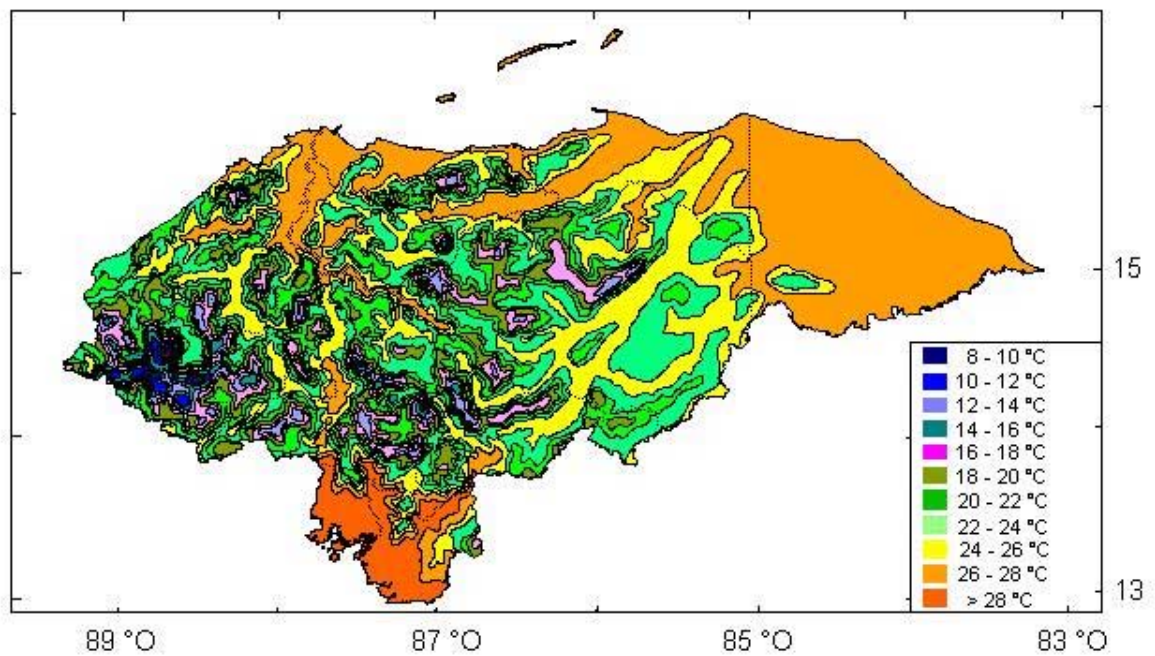 15
8 - 10 °C
10 - 12 °C
12 - 14 °C
14 - 16 °C
16 - 18 °C
18 - 20 °C
20 - 22 °C
22 - 24 °C
24 - 26 °C
26 - 28 °C
> 28 °C
13
89 °O 87 °O 85 °O 83 °O